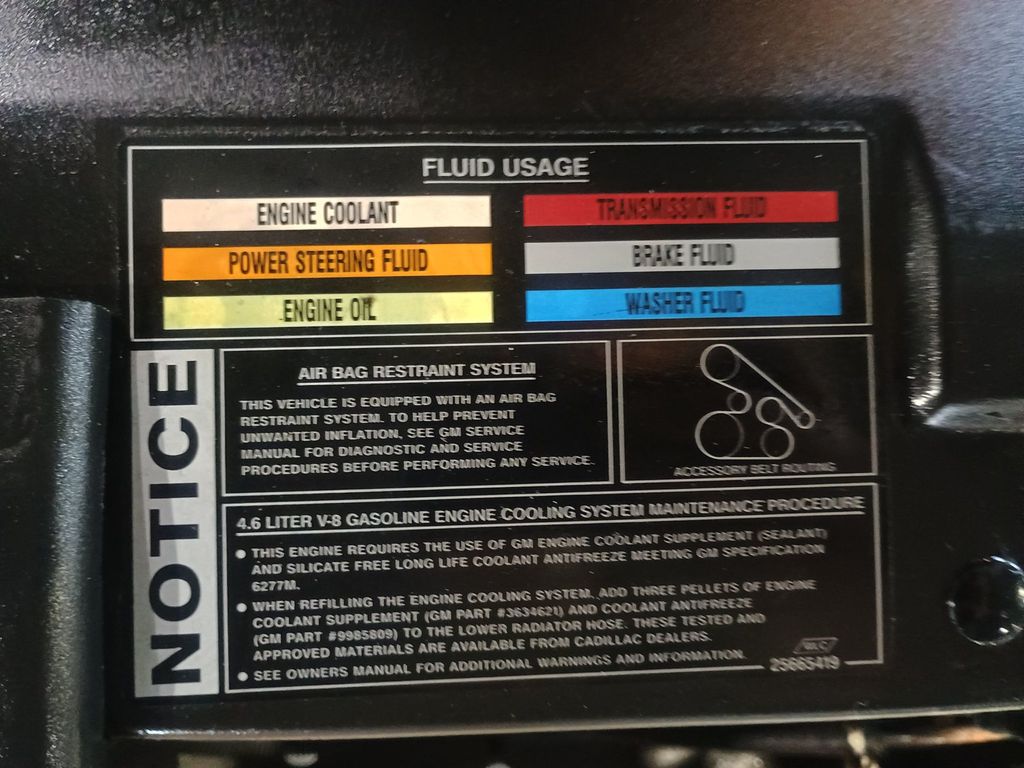 FLUID USAGE
ENGINE COOLANT
TRANSMISSION FLUID
POWER STEERING FLUID
BRAKE FLUID
ENGINE OIL
WASHER FLUID
NOTICE
AIR BAG RESTRAINT SYSTEM
THIS VEHICLE IS EQUIPPED WITH AN AIR BAG
RESTRAINT SYSTEM. TO HELP PREVENT
UNWANTED INFLATION, SEE GM SERVICE
MANUAL FOR DIAGNOSTIC AND SERVICE
PROCEDURES BEFORE PERFORMING ANY SERVICE.
ACCESSORY BELT ROUTING
4.6 LITER V-8 GASOLINE ENGINE COOLING SYSTEM MAINTENANCE PROCEDURE
• THIS ENGINE REQUIRES THE USE OF GM ENGINE COOLANT SUPPLEMENT (SEALANT)
AND SILICATE FREE LONG LIFE COOLANT ANTIFREEZE MEETING GM SPECIFICATION
6277M.
• WHEN REFILLING THE ENGINE COOLING SYSTEM, ADD THREE PELLETS OF ENGINE
COOLANT SUPPLEMENT (GM PART #3634621) AND COOLANT ANTIFREEZE
(GM PART #9985809) TO THE LOWER RADIATOR HOSE. THESE TESTED AND
APPROVED MATERIALS ARE AVAILABLE FROM CADILLAC DEALERS.
• SEE OWNERS MANUAL FOR ADDITIONAL WARNINGS AND INFORMATION.
25665419